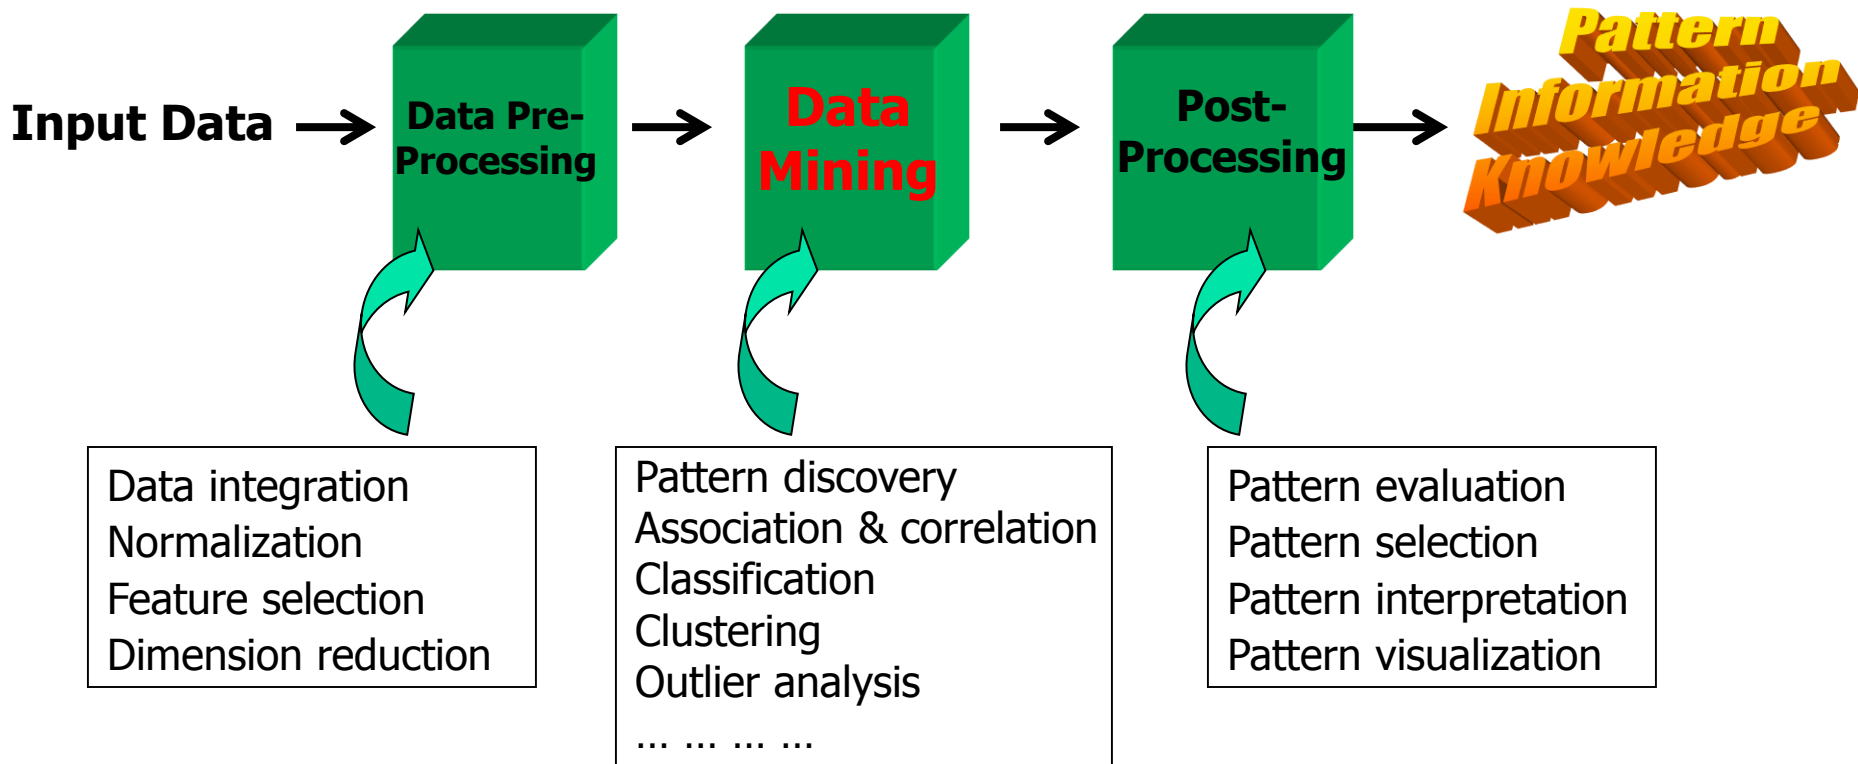 Input Data
Data Pre-
Processing
Data
Mining
Post-
Processing
Pattern
Information
Knowledge
Data integration
Normalization
Feature selection
Dimension reduction
Pattern discovery
Association & correlation
Classification
Clustering
Outlier analysis
… … … …
Pattern evaluation
Pattern selection
Pattern interpretation
Pattern visualization